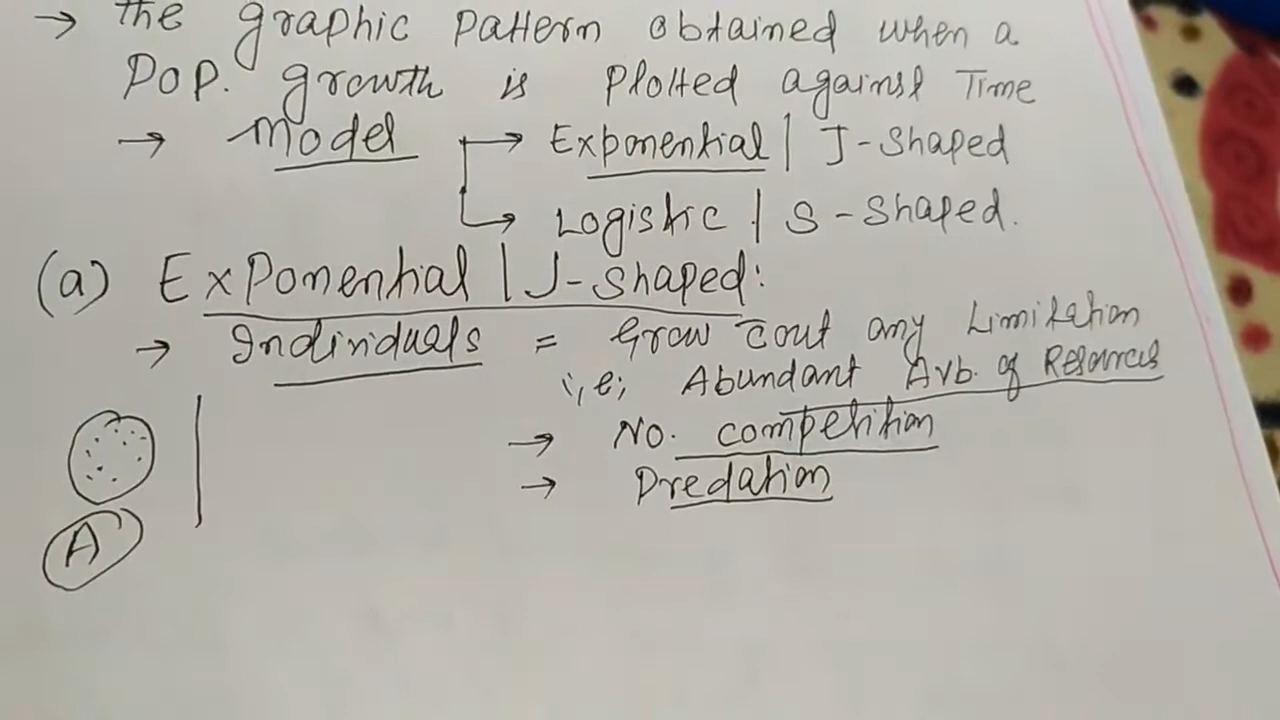 → the graphic pattern obtained when a
Pop. growth is Plotted against Time
→ Model → Exponential | J-Shaped
→ Logistic | S-Shaped.
(a) Exponential | J-Shaped:
→ Individuals = Grow c̄out any Limitation
i,e; Abundant Avb. of Resources
→ No. competition
→ Predation
A